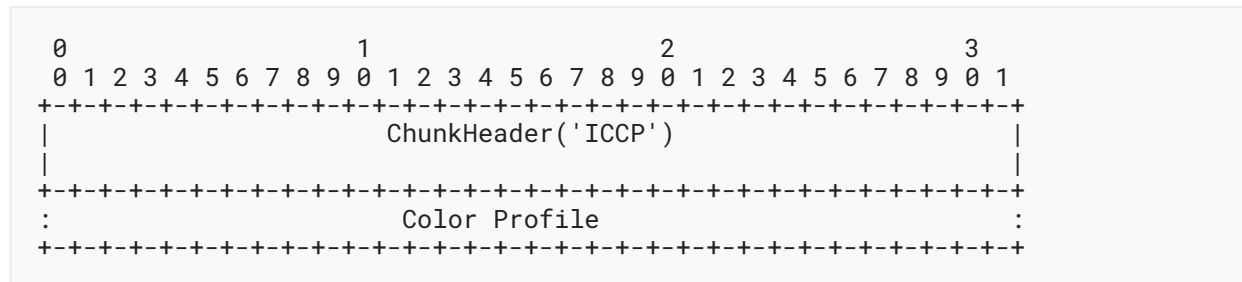 0                   1                   2                   3
 0 1 2 3 4 5 6 7 8 9 0 1 2 3 4 5 6 7 8 9 0 1 2 3 4 5 6 7 8 9 0 1
+-+-+-+-+-+-+-+-+-+-+-+-+-+-+-+-+-+-+-+-+-+-+-+-+-+-+-+-+-+-+-+-+
|                      ChunkHeader('ICCP')                      |
|                                                               |
+-+-+-+-+-+-+-+-+-+-+-+-+-+-+-+-+-+-+-+-+-+-+-+-+-+-+-+-+-+-+-+-+
:                       Color Profile                           :
+-+-+-+-+-+-+-+-+-+-+-+-+-+-+-+-+-+-+-+-+-+-+-+-+-+-+-+-+-+-+-+-+